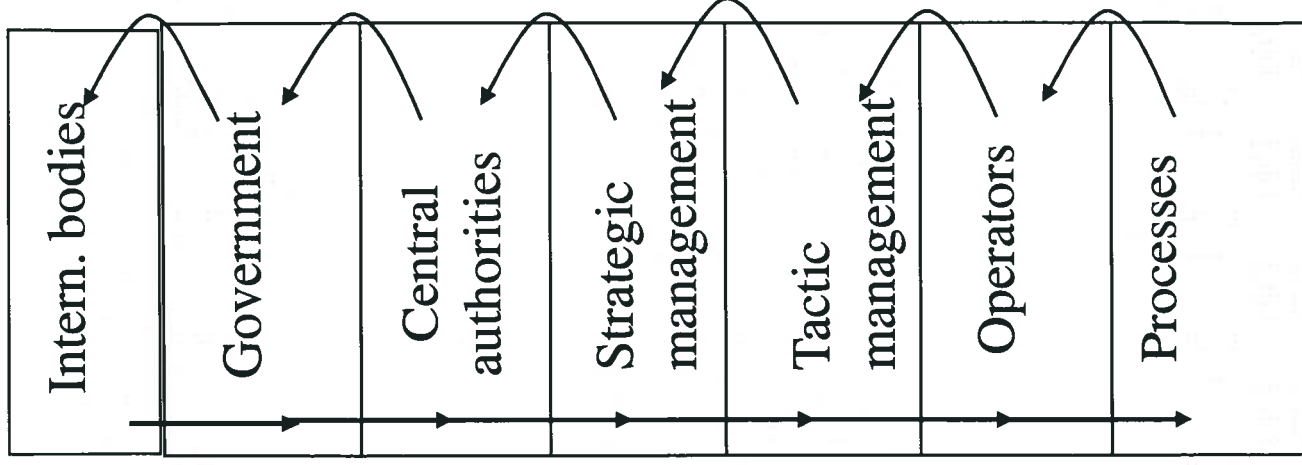 Intern. bodies
Government
Central
authorities
Strategic
management
Tactic
management
Operators
Processes